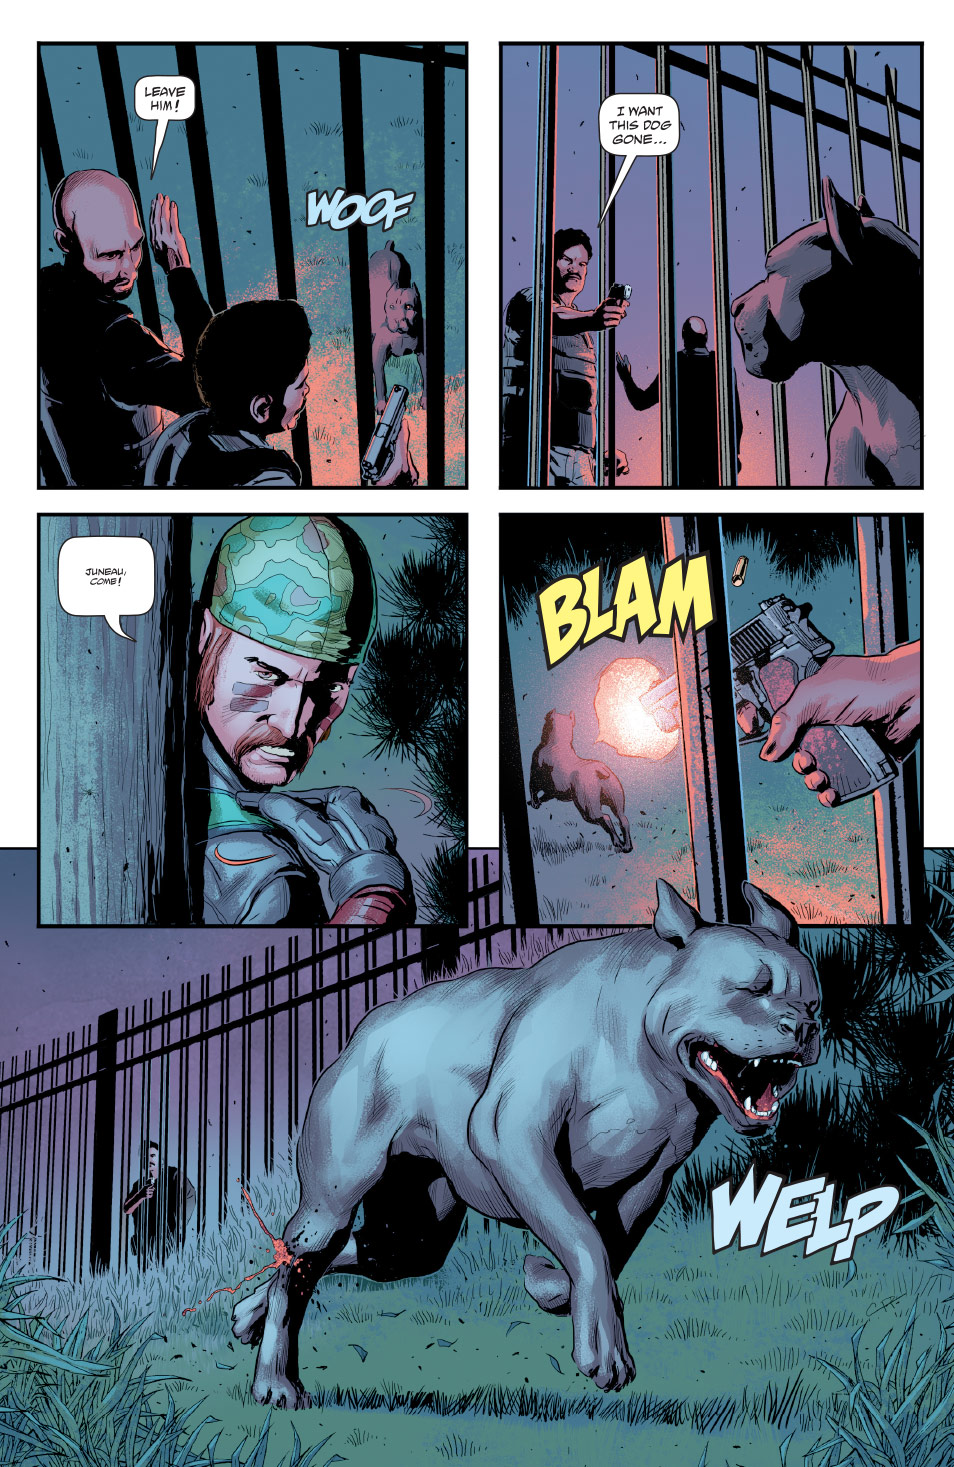 LEAVE
HIM!
WOOF
I WANT
THIS DOG
GONE...
JUNEAU,
COME!
BLAM
WELP